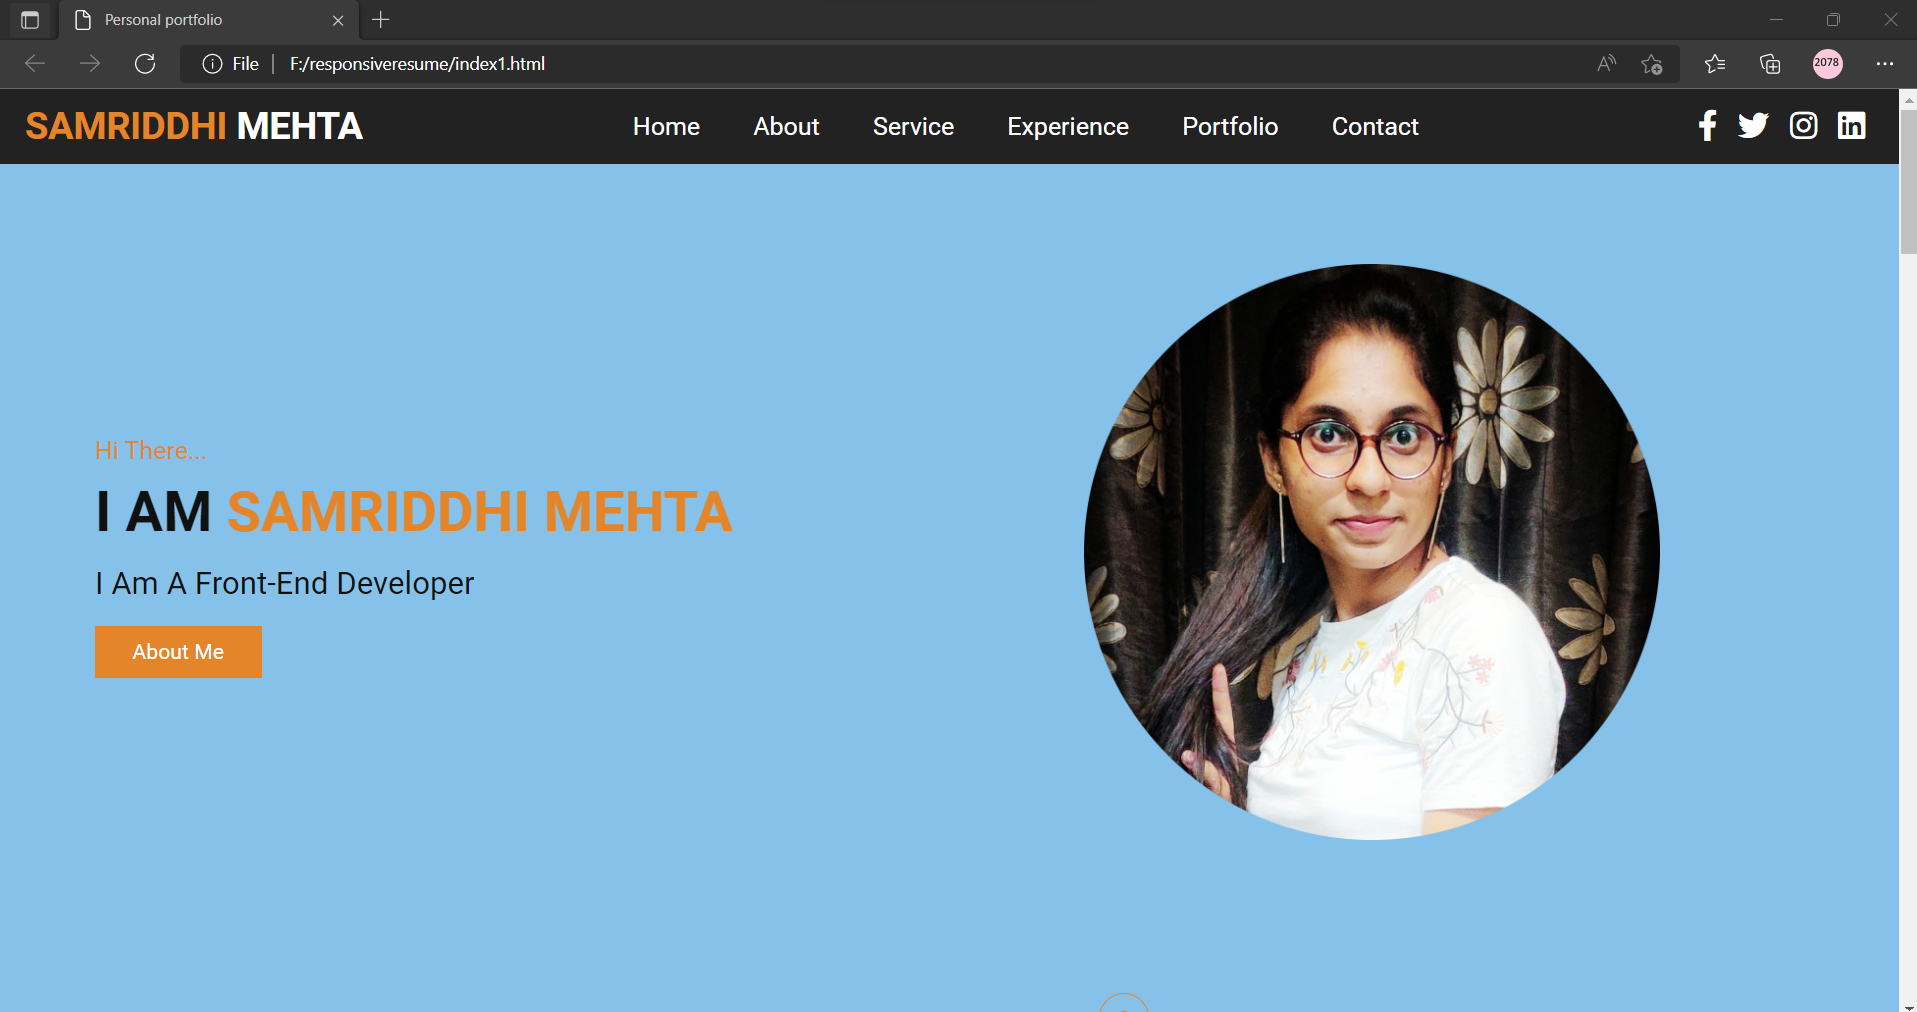 Personal portfolio
File F:/responsiveresume/index1.html
2078
SAMRIDDHI MEHTA
Home About Service Experience Portfolio Contact
Hi There...
I AM SAMRIDDHI MEHTA
I Am A Front-End Developer
About Me